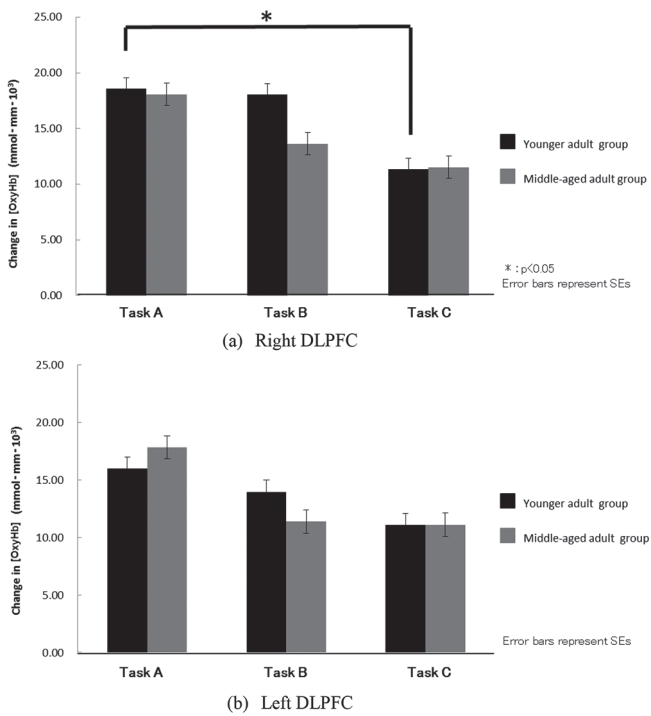 25.00
*
20.00
15.00
10.00
5.00
0.00
Change in [OxyHb] (mmol･mm･10³)
Younger adult group
Middle-aged adult group
* : p<0.05
Error bars represent SEs
Task A Task B Task C
(a) Right DLPFC
25.00
20.00
15.00
10.00
5.00
0.00
Change in [OxyHb] (mmol･mm･10³)
Younger adult group
Middle-aged adult group
Error bars represent SEs
Task A Task B Task C
(b) Left DLPFC